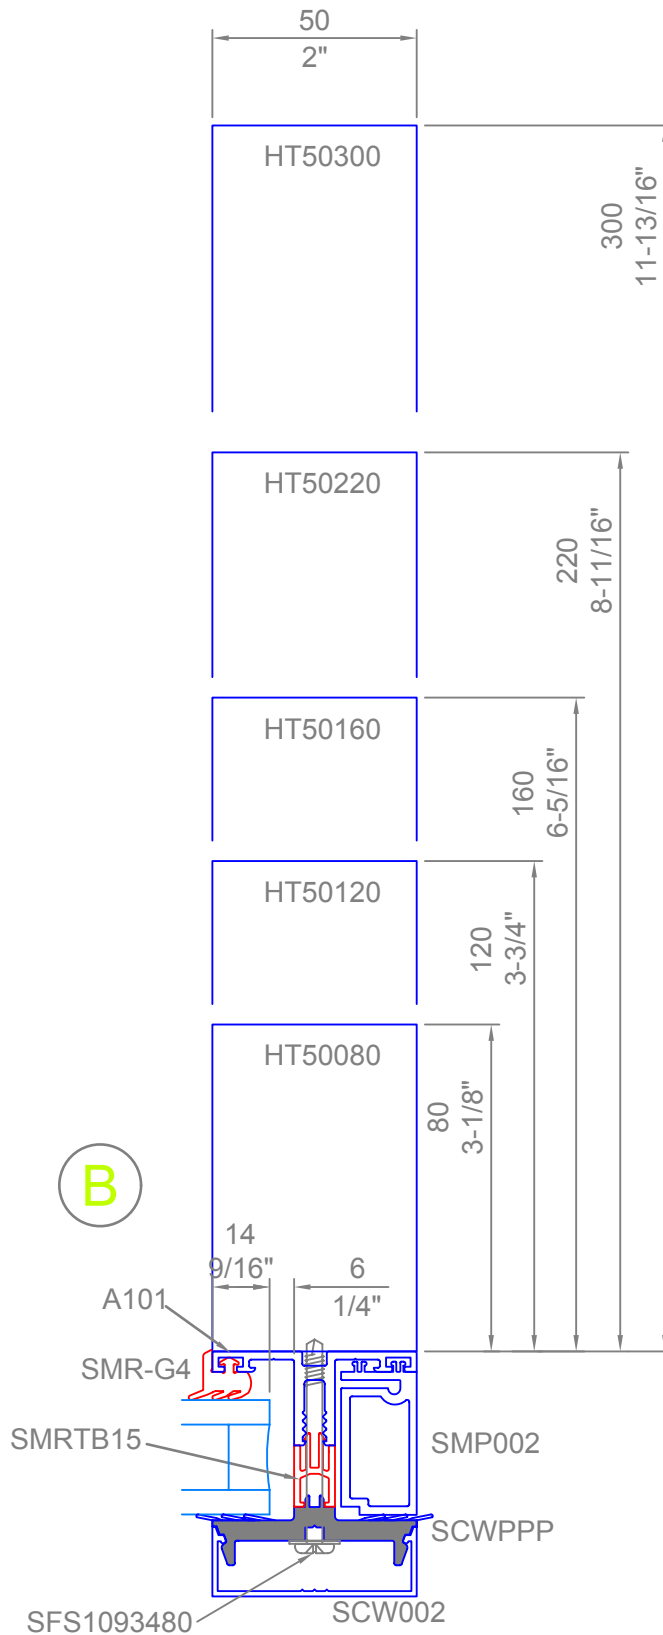 50
2"
HT50300
300
11-13/16"
HT50220
220
8-11/16"
HT50160
160
6-5/16"
HT50120
120
3-3/4"
HT50080
80
3-1/8"
B
14
9/16"
6
1/4"
A101
SMR-G4
SMRTB15
SMP002
SCWPPP
SCW002
SFS1093480